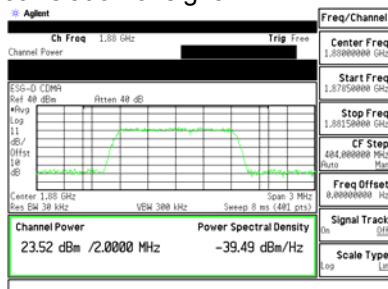 Agilent
Freq/Channel
Ch Freq 1.88 GHz Trig Free
Channel Power
Center Freq
1.88000000 GHz
Start Freq
1.87850000 GHz
Stop Freq
1.88150000 GHz
CF Step
404.000000 MHz
Auto Man
Freq Offset
0.00000000 Hz
Signal Track
On Off
Scale Type
Log Lin
ESG-D CDMA
Ref 40 dBm Atten 40 dB
#Avg
Log
11
dB/
Offst
10
dB
Center 1.88 GHz Span 3 MHz
Res BW 30 kHz VBW 300 kHz Sweep 8 ms (401 pts)
Channel Power Power Spectral Density
23.52 dBm /2.0000 MHz -39.49 dBm/Hz